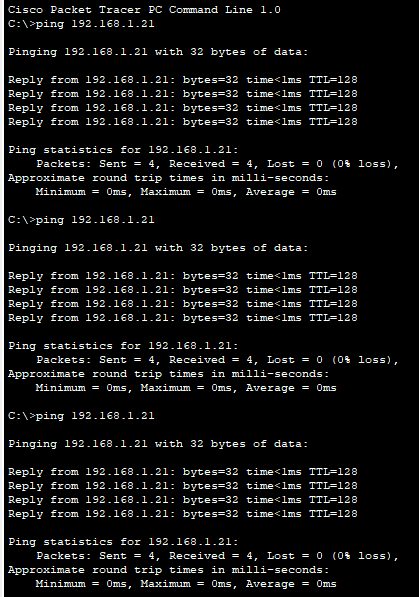 Cisco Packet Tracer PC Command Line 1.0
C:\>ping 192.168.1.21
Pinging 192.168.1.21 with 32 bytes of data:
Reply from 192.168.1.21: bytes=32 time<1ms TTL=128
Reply from 192.168.1.21: bytes=32 time<1ms TTL=128
Reply from 192.168.1.21: bytes=32 time<1ms TTL=128
Reply from 192.168.1.21: bytes=32 time<1ms TTL=128
Ping statistics for 192.168.1.21:
Packets: Sent = 4, Received = 4, Lost = 0 (0% loss),
Approximate round trip times in milli-seconds:
Minimum = 0ms, Maximum = 0ms, Average = 0ms
C:\>ping 192.168.1.21
Pinging 192.168.1.21 with 32 bytes of data:
Reply from 192.168.1.21: bytes=32 time<1ms TTL=128
Reply from 192.168.1.21: bytes=32 time<1ms TTL=128
Reply from 192.168.1.21: bytes=32 time<1ms TTL=128
Reply from 192.168.1.21: bytes=32 time<1ms TTL=128
Ping statistics for 192.168.1.21:
Packets: Sent = 4, Received = 4, Lost = 0 (0% loss),
Approximate round trip times in milli-seconds:
Minimum = 0ms, Maximum = 0ms, Average = 0ms
C:\>ping 192.168.1.21
Pinging 192.168.1.21 with 32 bytes of data:
Reply from 192.168.1.21: bytes=32 time<1ms TTL=128
Reply from 192.168.1.21: bytes=32 time<1ms TTL=128
Reply from 192.168.1.21: bytes=32 time<1ms TTL=128
Reply from 192.168.1.21: bytes=32 time<1ms TTL=128
Ping statistics for 192.168.1.21:
Packets: Sent = 4, Received = 4, Lost = 0 (0% loss),
Approximate round trip times in milli-seconds:
Minimum = 0ms, Maximum = 0ms, Average = 0ms